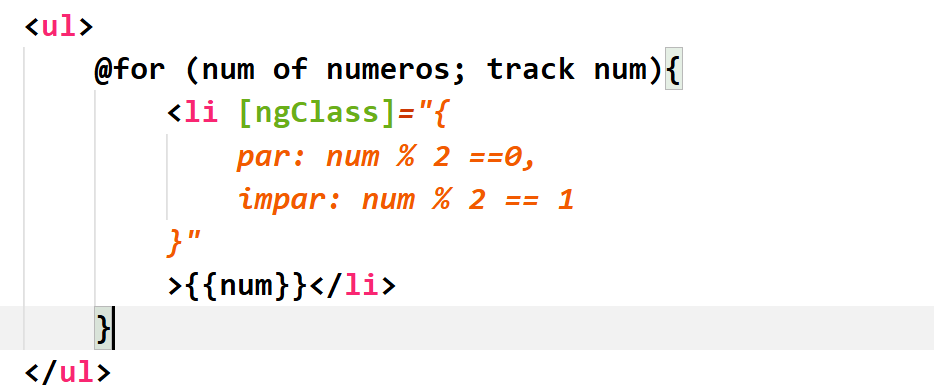 <ul>
@for (num of numeros; track num){
<li [ngClass]="{
par: num % 2 ==0,
impar: num % 2 == 1
}"
>{{num}}</li>
}
</ul>